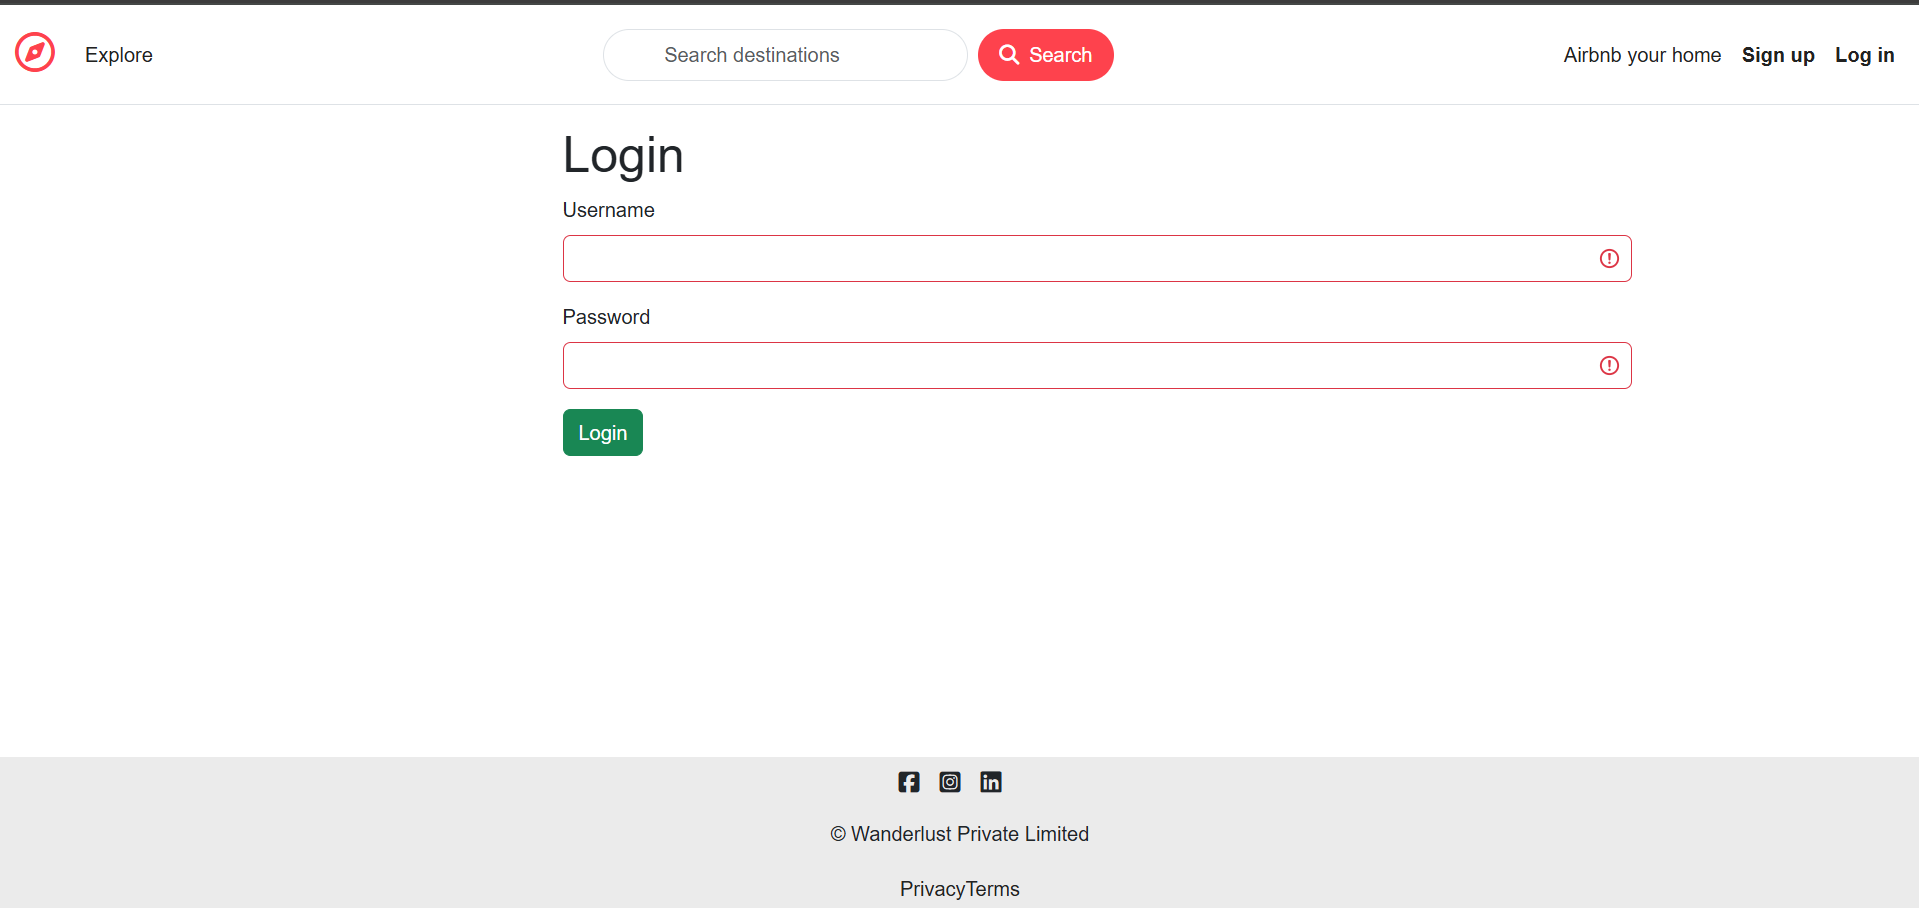 Explore Search destinations Search Airbnb your home Sign up Log in
Login
Username
Password
Login
© Wanderlust Private Limited
PrivacyTerms